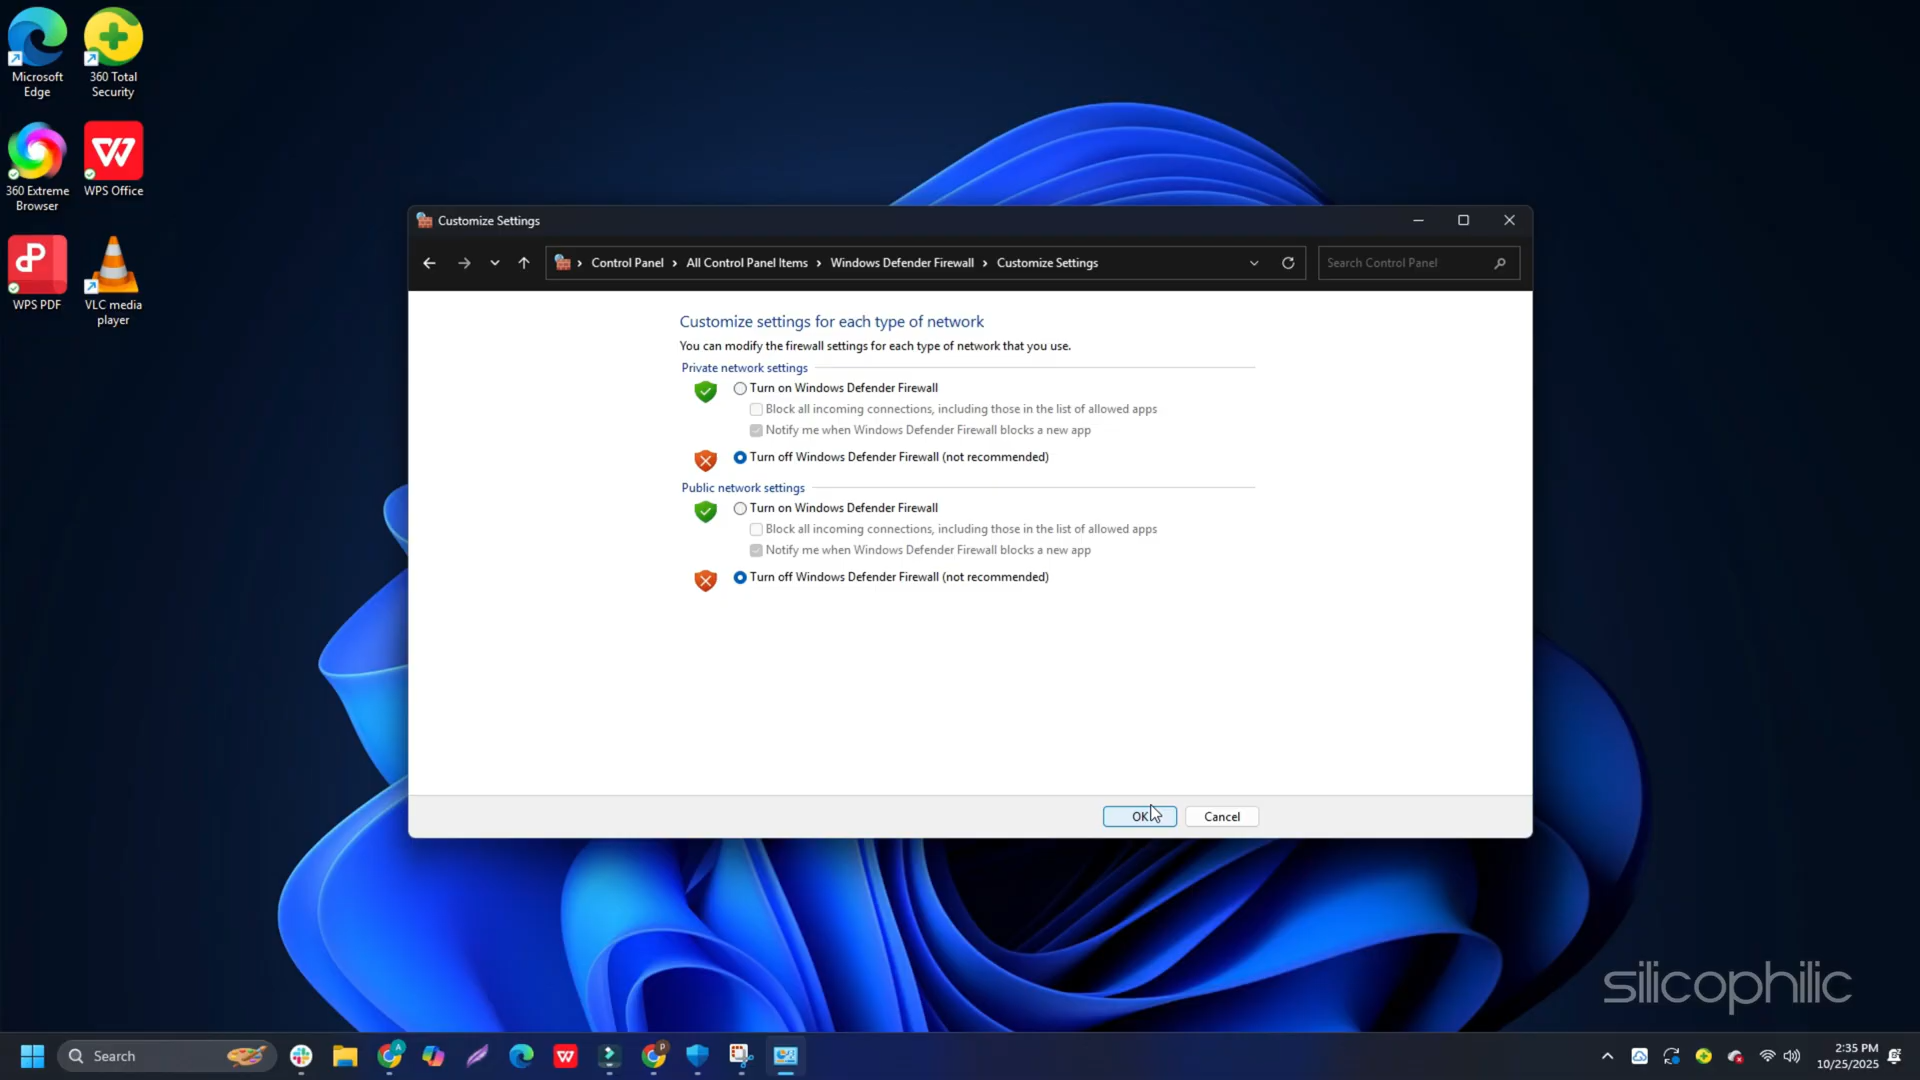 Microsoft
Edge
360 Total
Security
360 Extreme
Browser
WPS Office
WPS PDF
VLC media
player
Customize Settings
Control Panel > All Control Panel Items > Windows Defender Firewall > Customize Settings
Search Control Panel
Customize settings for each type of network
You can modify the firewall settings for each type of network that you use.
Private network settings
Turn on Windows Defender Firewall
Block all incoming connections, including those in the list of allowed apps
Notify me when Windows Defender Firewall blocks a new app
Turn off Windows Defender Firewall (not recommended)
Public network settings
Turn on Windows Defender Firewall
Block all incoming connections, including those in the list of allowed apps
Notify me when Windows Defender Firewall blocks a new app
Turn off Windows Defender Firewall (not recommended)
OK
Cancel
silicophilic
Search
A
P
2:35 PM
10/25/2025